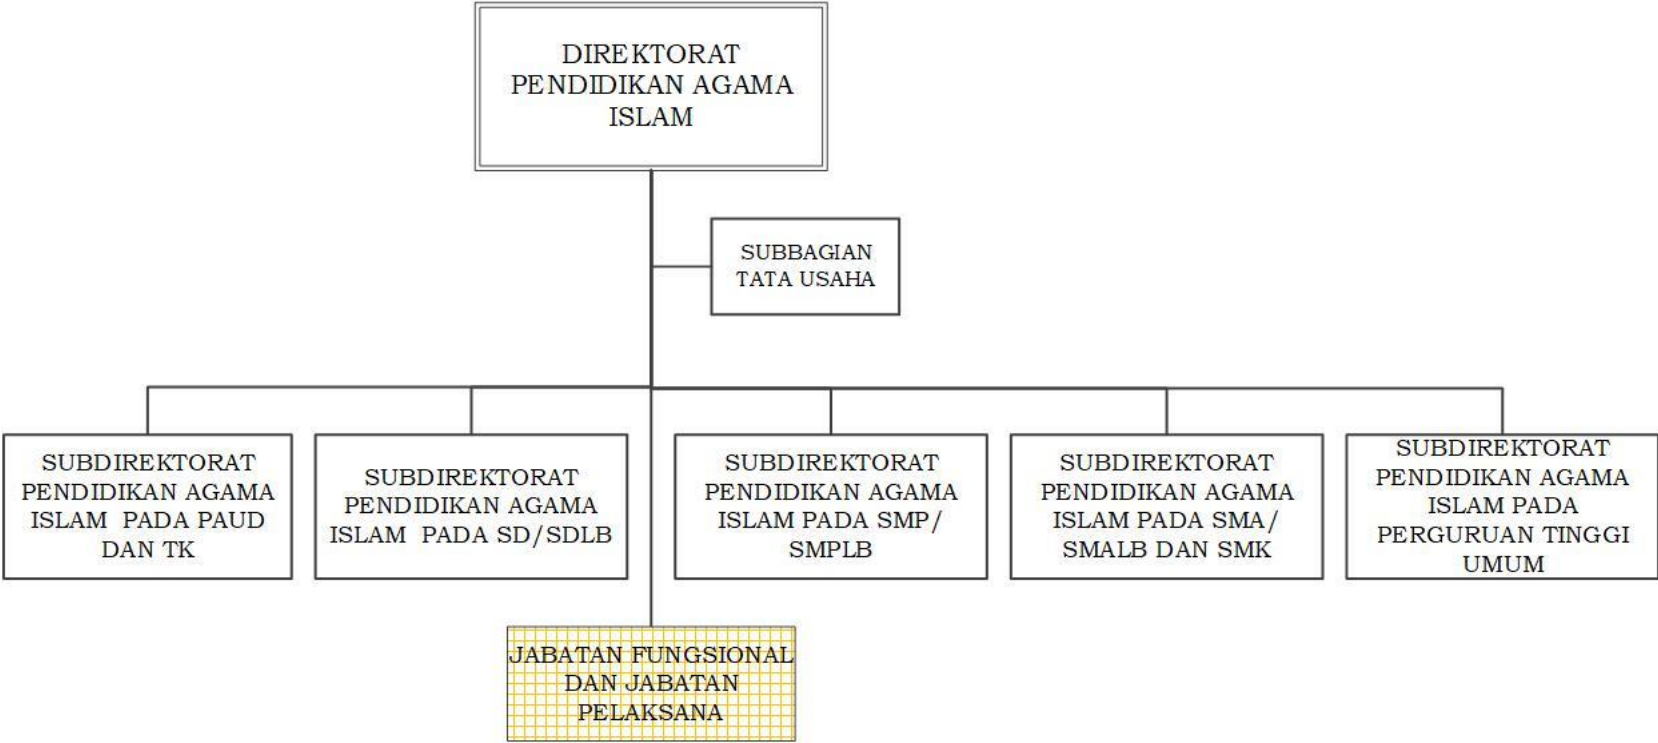 DIREKTORAT
PENDIDIKAN AGAMA
ISLAM
SUBBAGIAN
TATA USAHA
SUBDIREKTORAT
PENDIDIKAN AGAMA
ISLAM PADA PAUD
DAN TK
SUBDIREKTORAT
PENDIDIKAN AGAMA
ISLAM PADA SD/SDLB
SUBDIREKTORAT
PENDIDIKAN AGAMA
ISLAM PADA SMP/
SMPLB
SUBDIREKTORAT
PENDIDIKAN AGAMA
ISLAM PADA SMA/
SMALB DAN SMK
SUBDIREKTORAT
PENDIDIKAN AGAMA
ISLAM PADA
PERGURUAN TINGGI
UMUM
JABATAN FUNGSIONAL
DAN JABATAN
PELAKSANA